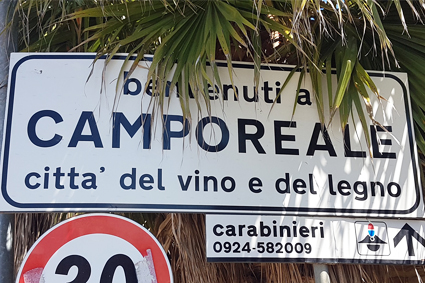 benvenuti a
CAMPOREALE
citta' del vino e del legno
carabinieri
0924-582009
20